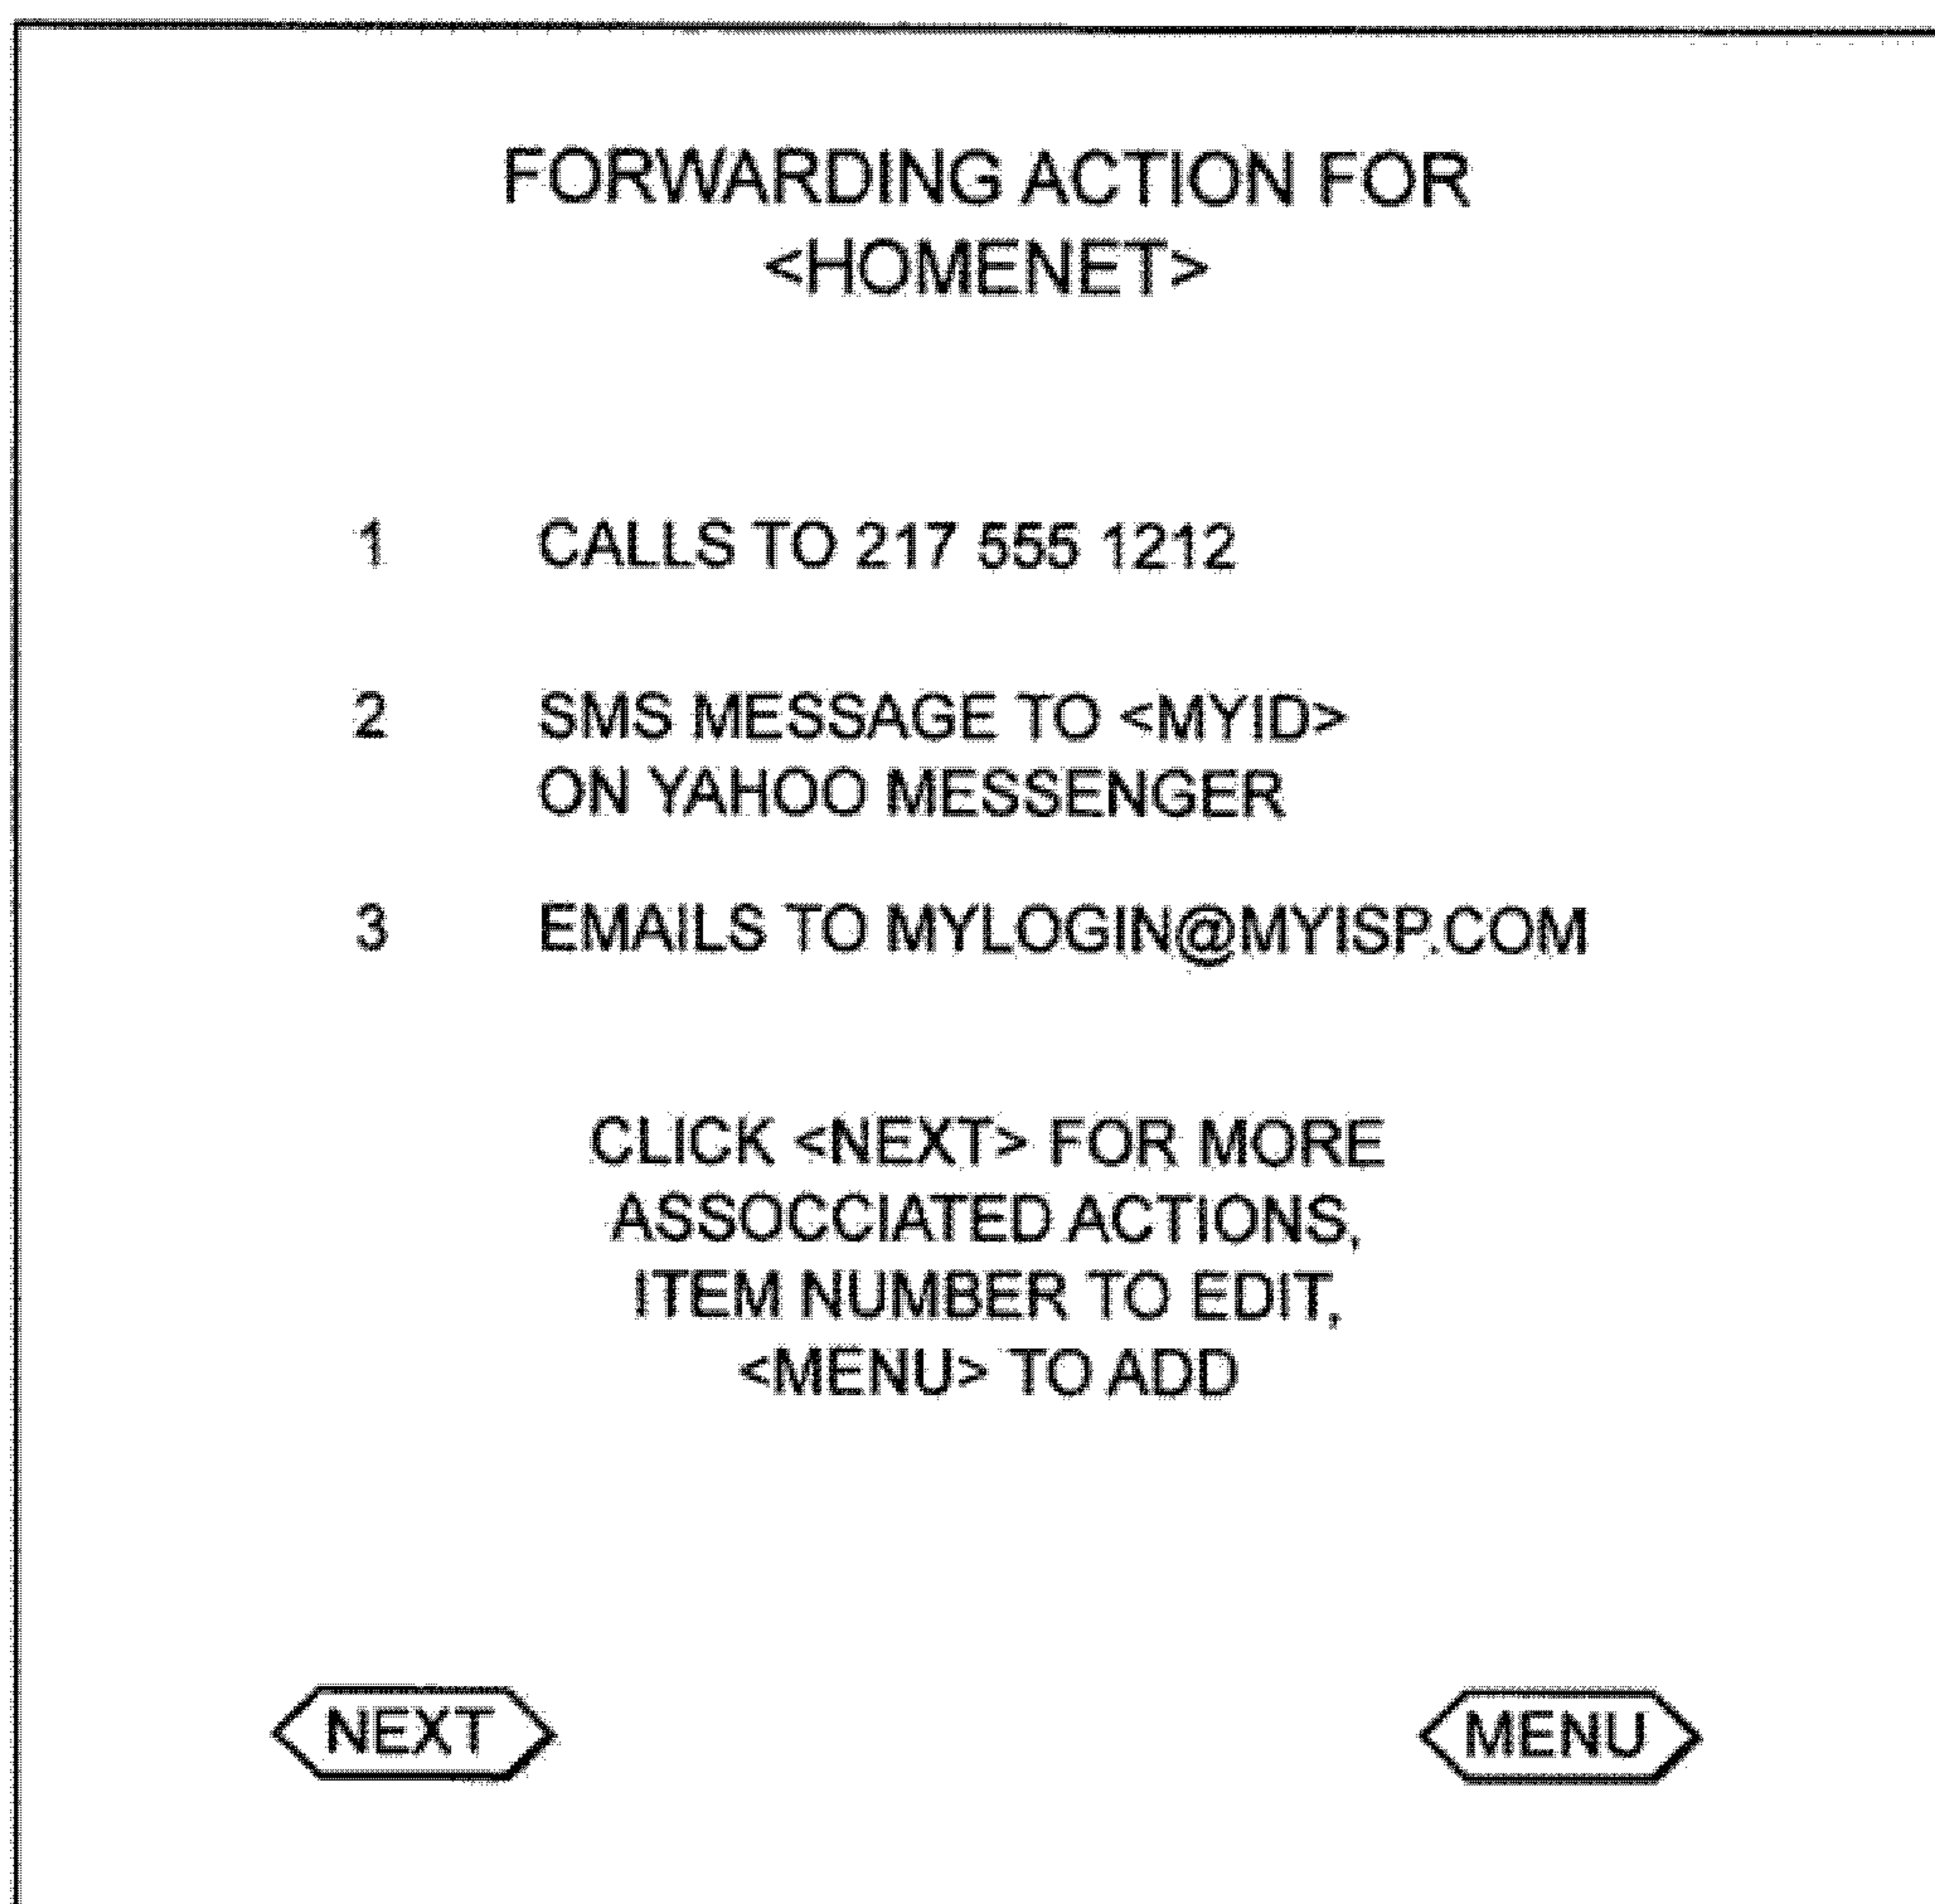 FORWARDING ACTION FOR
<HOMENET>
1 CALLS TO 217 555 1212
2 SMS MESSAGE TO <MYID>
ON YAHOO MESSENGER
3 EMAILS TO MYLOGIN@MYISP.COM
CLICK <NEXT> FOR MORE
ASSOCCIATED ACTIONS,
ITEM NUMBER TO EDIT,
<MENU> TO ADD
NEXT MENU